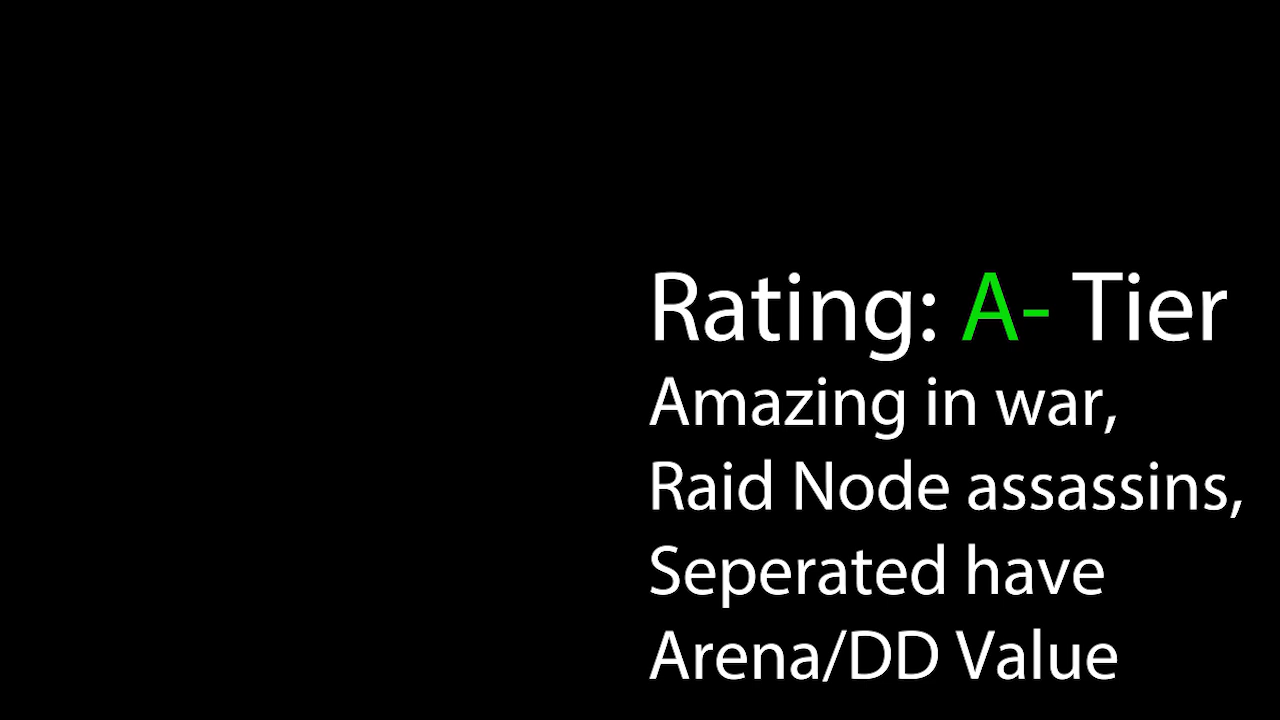 Rating: A- Tier
Amazing in war,
Raid Node assassins,
Seperated have
Arena/DD Value